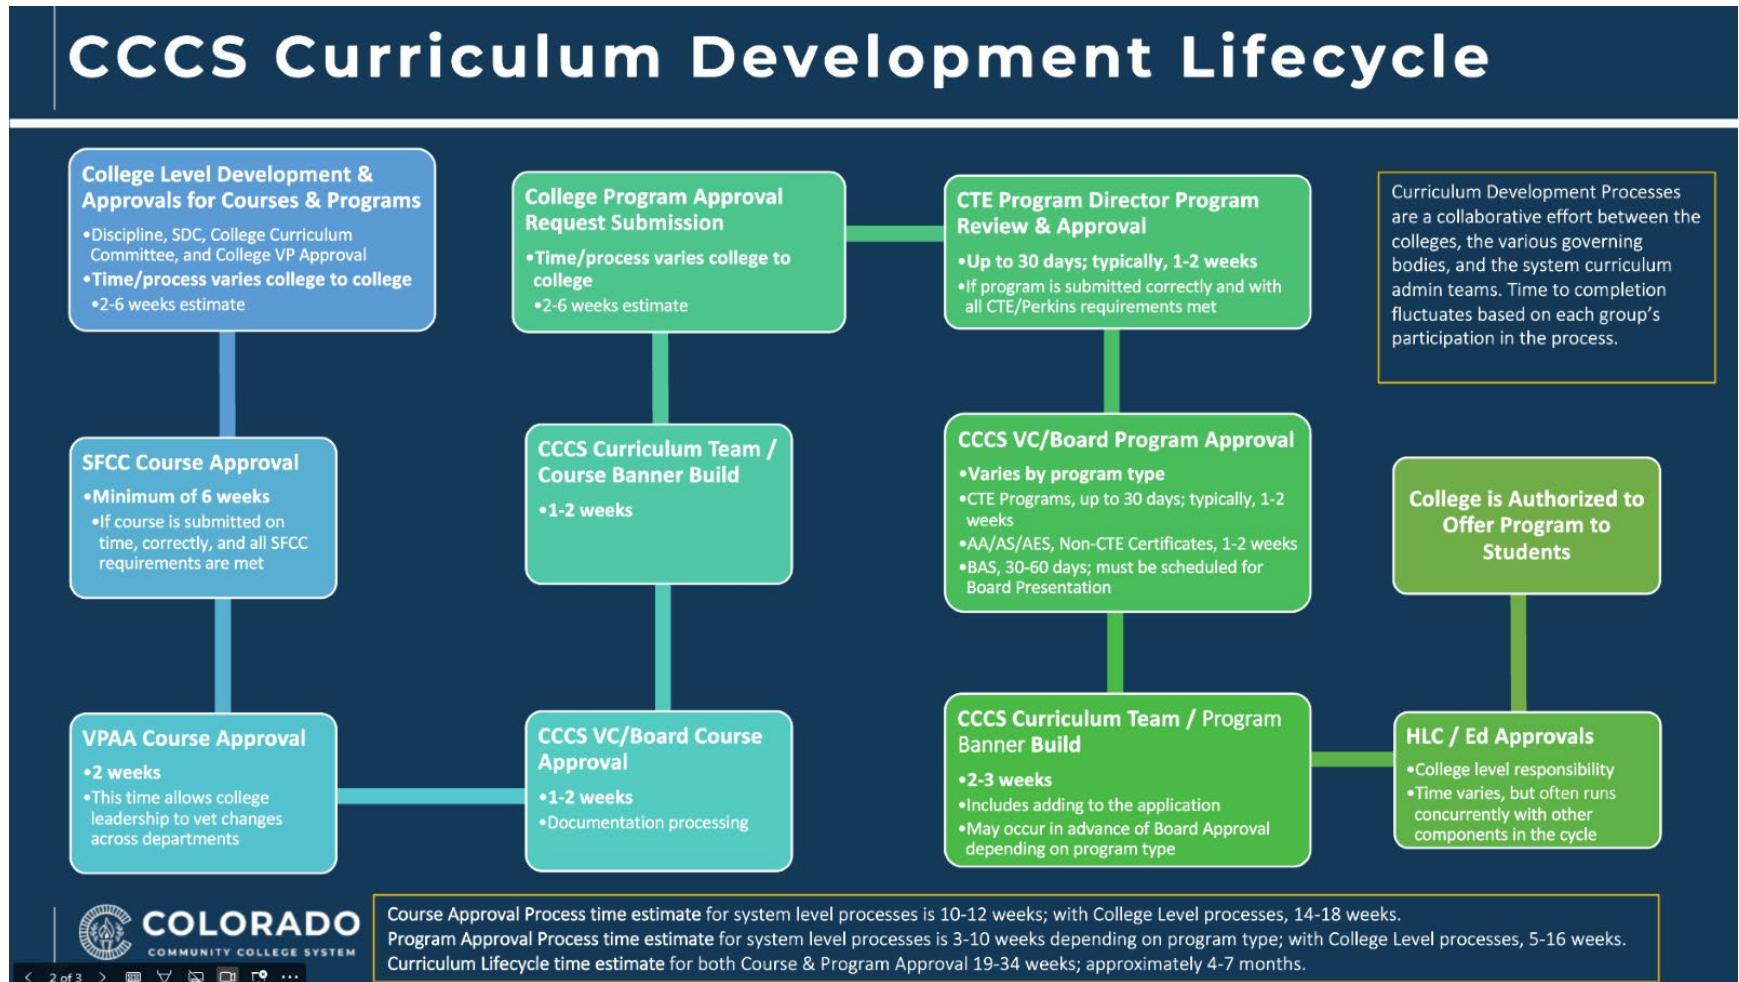 CCCS Curriculum Development Lifecycle
College Level Development &
Approvals for Courses & Programs
•Discipline, SDC, College Curriculum
Committee, and College VP Approval
•Time/process varies college to college
•2-6 weeks estimate
SFCC Course Approval
•Minimum of 6 weeks
•If course is submitted on
time, correctly, and all SFCC
requirements are met
VPAA Course Approval
•2 weeks
•This time allows college
leadership to vet changes
across departments
CCCS VC/Board Course
Approval
•1-2 weeks
•Documentation processing
CCCS Curriculum Team /
Course Banner Build
•1-2 weeks
College Program Approval
Request Submission
•Time/process varies college to
college
•2-6 weeks estimate
CTE Program Director Program
Review & Approval
•Up to 30 days; typically, 1-2 weeks
•If program is submitted correctly and with
all CTE/Perkins requirements met
CCCS VC/Board Program Approval
•Varies by program type
•CTE Programs, up to 30 days; typically, 1-2
weeks
•AA/AS/AES, Non-CTE Certificates, 1-2 weeks
•BAS, 30-60 days; must be scheduled for
Board Presentation
CCCS Curriculum Team / Program
Banner Build
•2-3 weeks
•Includes adding to the application
•May occur in advance of Board Approval
depending on program type
HLC / Ed Approvals
•College level responsibility
•Time varies, but often runs
concurrently with other
components in the cycle
College is Authorized to
Offer Program to
Students
Curriculum Development Processes
are a collaborative effort between the
colleges, the various governing
bodies, and the system curriculum
admin teams. Time to completion
fluctuates based on each group's
participation in the process.
COLORADO
COMMUNITY COLLEGE SYSTEM
Course Approval Process time estimate for system level processes is 10-12 weeks; with College Level processes, 14-18 weeks.
Program Approval Process time estimate for system level processes is 3-10 weeks depending on program type; with College Level processes, 5-16 weeks.
Curriculum Lifecycle time estimate for both Course & Program Approval 19-34 weeks; approximately 4-7 months.
2 of 3